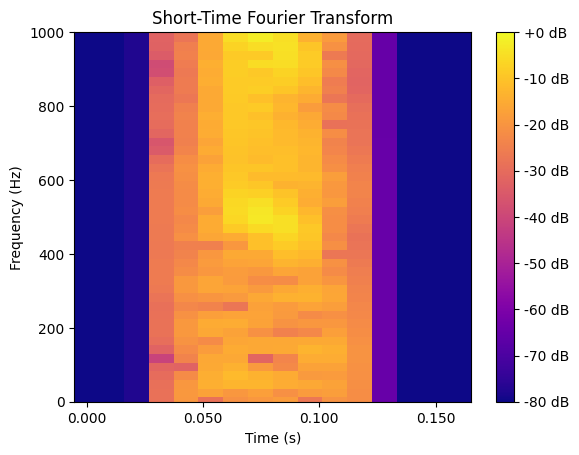 Short-Time Fourier Transform
1000
800
600
400
200
0
Frequency (Hz)
0.000
0.050
0.100
0.150
Time (s)
+0 dB
-10 dB
-20 dB
-30 dB
-40 dB
-50 dB
-60 dB
-70 dB
-80 dB